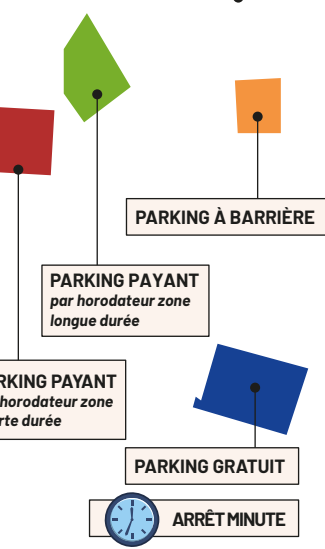 PARKING À BARRIÈRE
PARKING PAYANT
par horodateur zone
longue durée
RKING PAYANT
horodateur zone
rte durée
PARKING GRATUIT
ARRÊT MINUTE